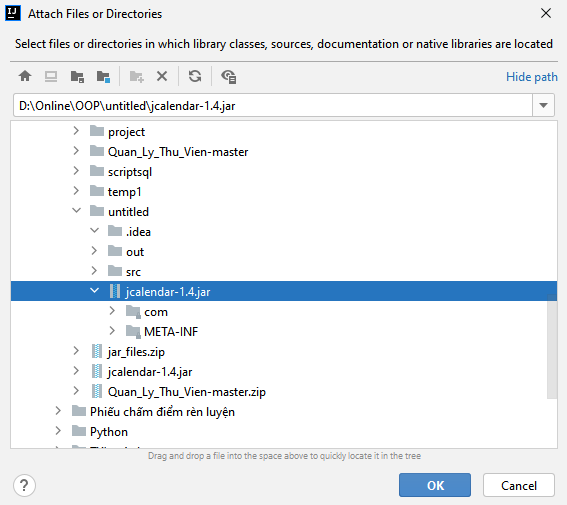 Attach Files or Directories
Select files or directories in which library classes, sources, documentation or native libraries are located
Hide path
D:\Online\OOP\untitled\jcalendar-1.4.jar
project
Quan_Ly_Thu_Vien-master
scriptsql
temp1
untitled
.idea
out
src
jcalendar-1.4.jar
com
META-INF
jar_files.zip
jcalendar-1.4.jar
Quan_Ly_Thu_Vien-master.zip
Phiếu chấm điểm rèn luyện
Python
Drag and drop a file into the space above to quickly locate it in the tree
? OK Cancel